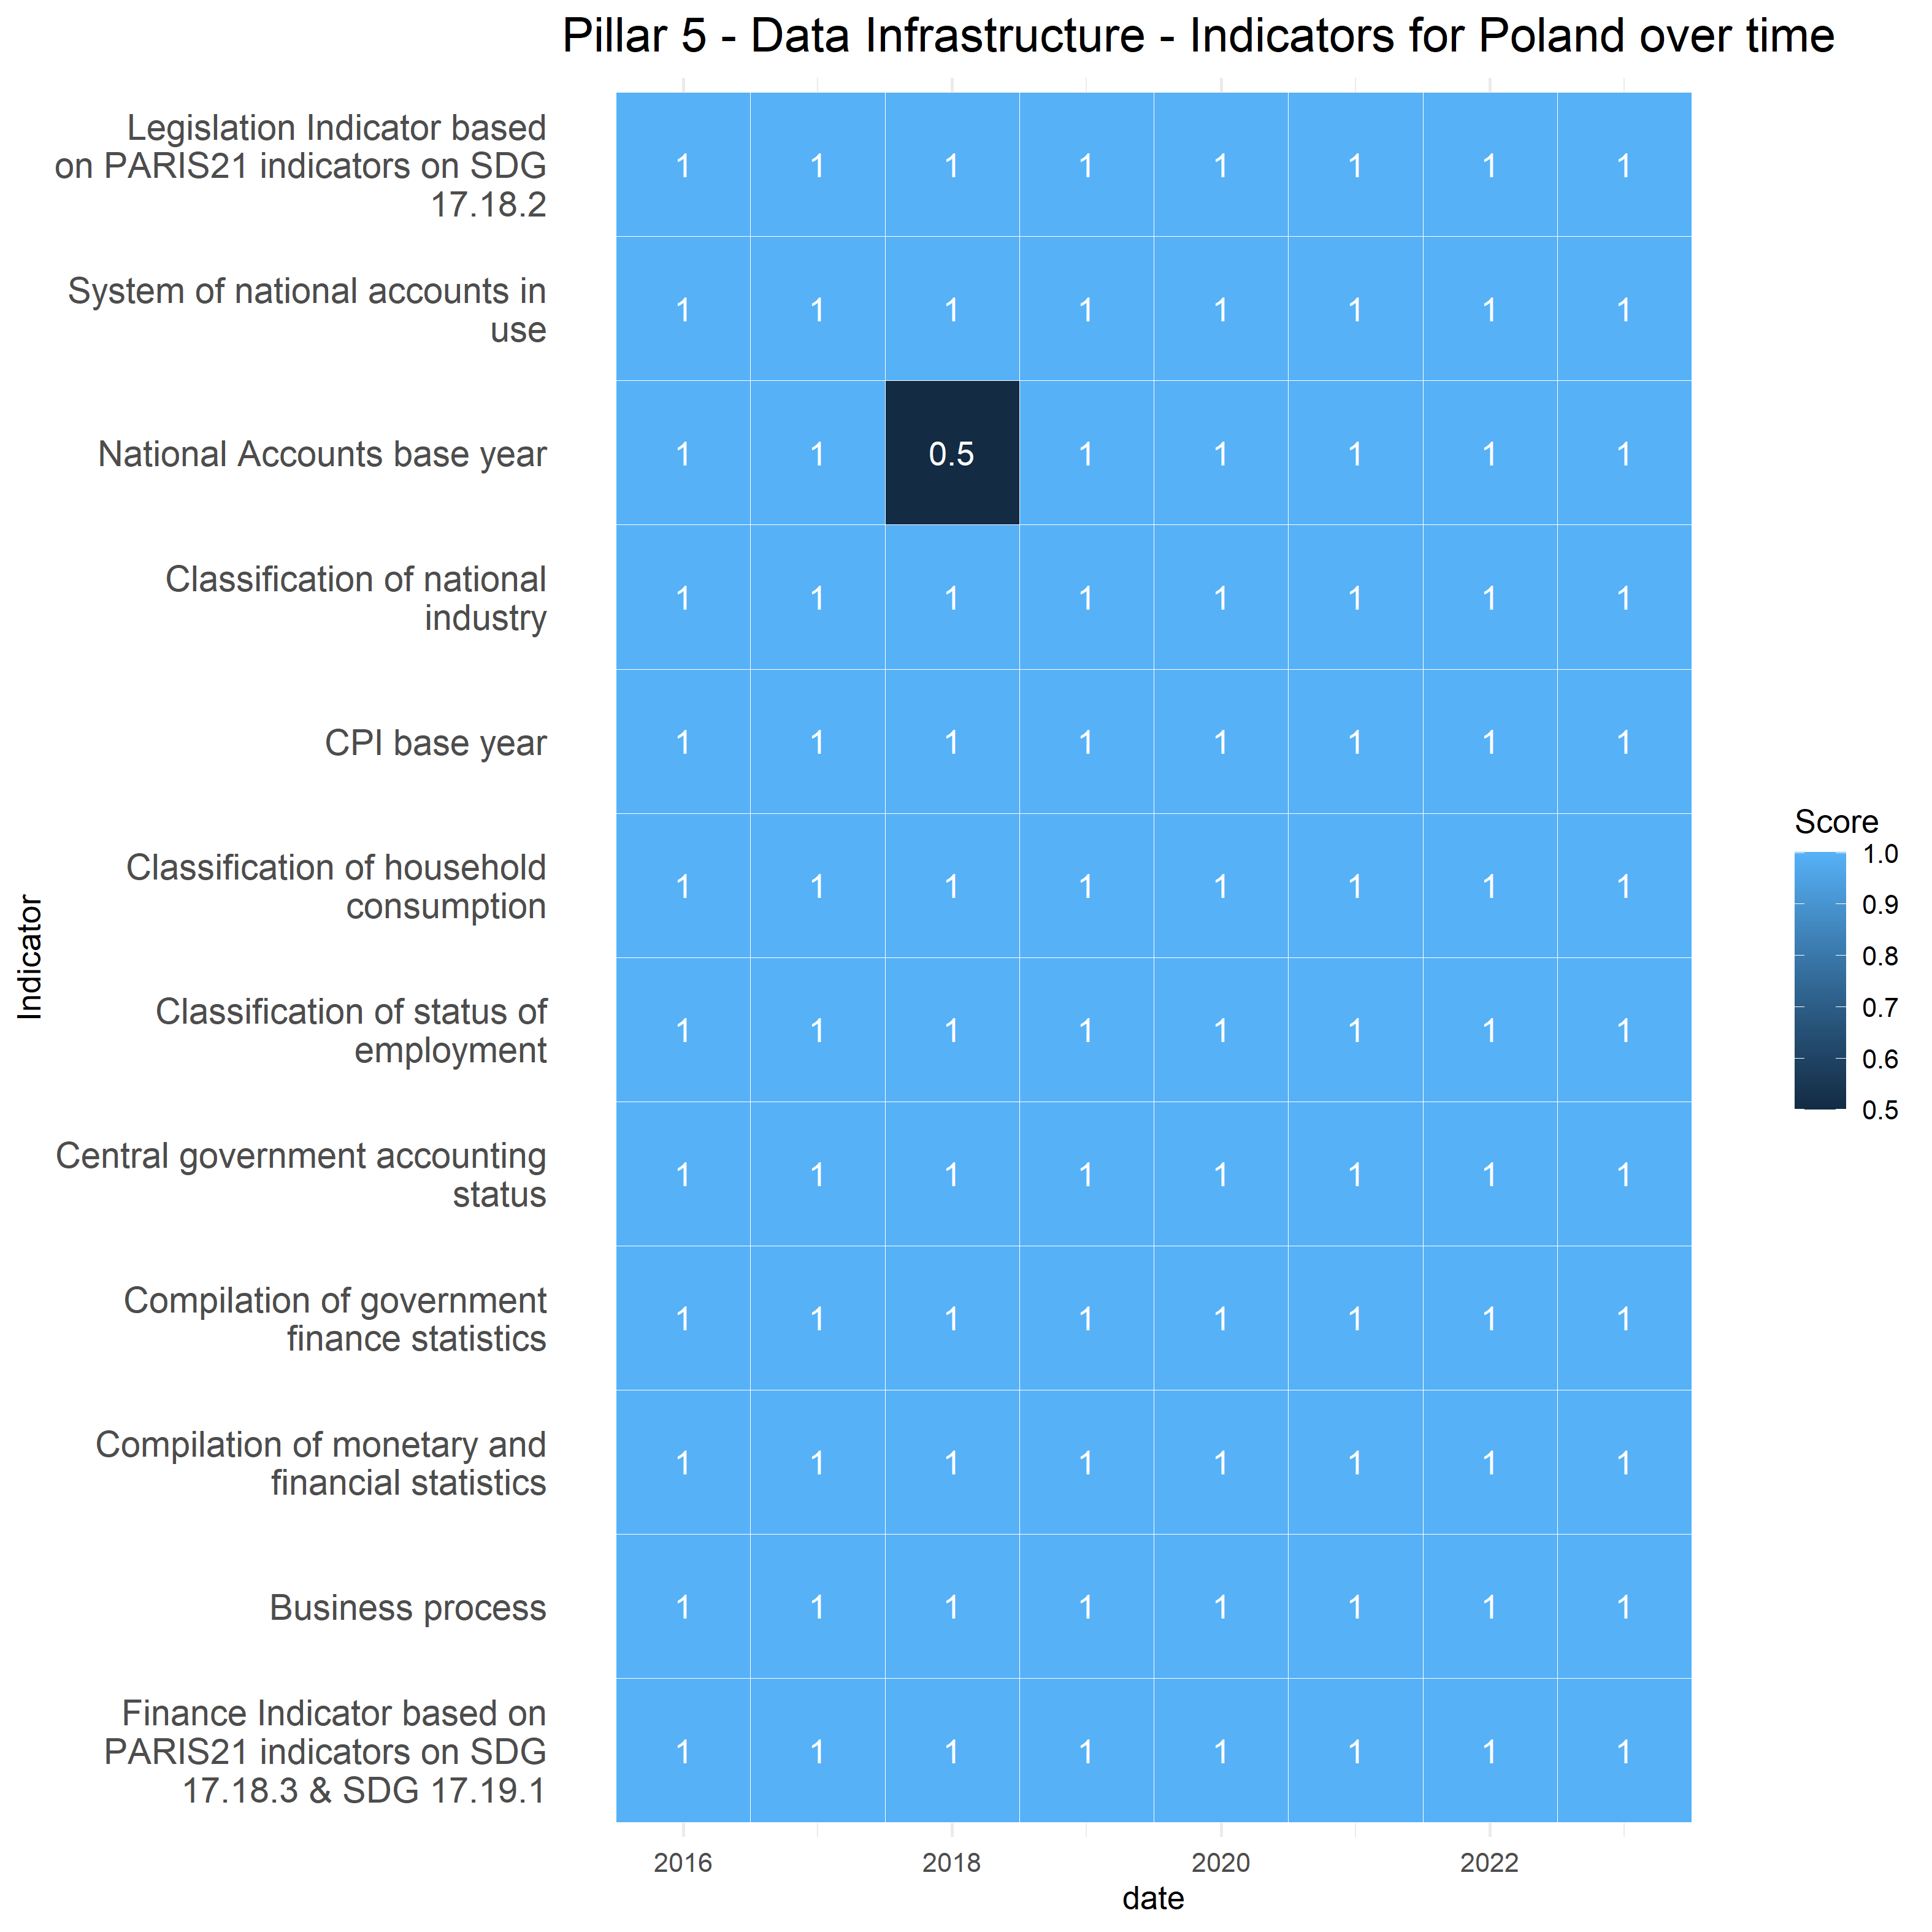 Pillar 5 - Data Infrastructure - Indicators for Poland over time
Legislation Indicator based
on PARIS21 indicators on SDG
17.18.2
1 1 1 1 1 1 1 1
System of national accounts in
use
1 1 1 1 1 1 1 1
National Accounts base year
1 1 0.5 1 1 1 1 1
Classification of national
industry
1 1 1 1 1 1 1 1
CPI base year
1 1 1 1 1 1 1 1
Classification of household
consumption
1 1 1 1 1 1 1 1
Classification of status of
employment
1 1 1 1 1 1 1 1
Central government accounting
status
1 1 1 1 1 1 1 1
Compilation of government
finance statistics
1 1 1 1 1 1 1 1
Compilation of monetary and
financial statistics
1 1 1 1 1 1 1 1
Business process
1 1 1 1 1 1 1 1
Finance Indicator based on
PARIS21 indicators on SDG
17.18.3 & SDG 17.19.1
1 1 1 1 1 1 1 1
Indicator
2016 2018 2020 2022
date
Score
1.0
0.9
0.8
0.7
0.6
0.5